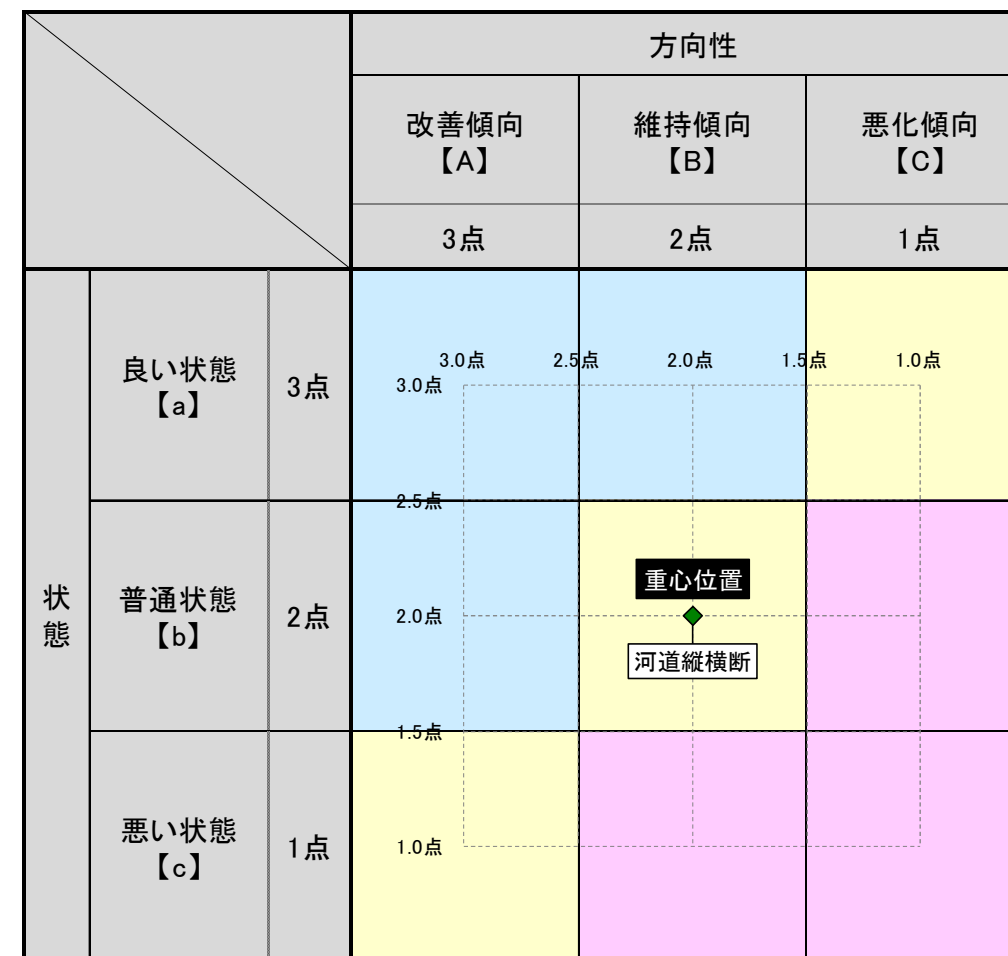 方向性
改善傾向
【A】
維持傾向
【B】
悪化傾向
【C】
3点
2点
1点
状態
良い状態
【a】
3点
3.0点
2.5点
2.0点
1.5点
1.0点
3.0点
2.5点
普通状態
【b】
2点
2.0点
重心位置
河道縦横断
1.5点
悪い状態
【c】
1点
1.0点